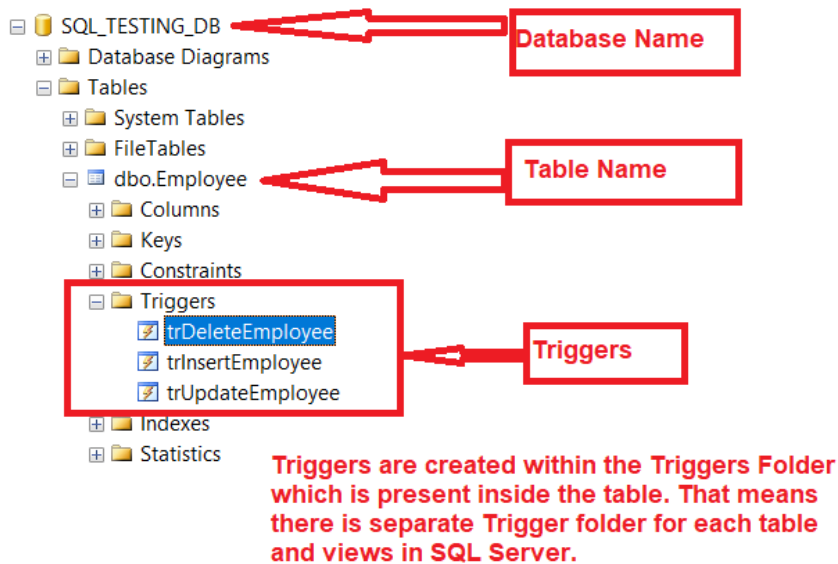 SQL_TESTING_DB
Database Name
Database Diagrams
Tables
System Tables
FileTables
Table Name
dbo.Employee
Columns
Keys
Constraints
Triggers
trDeleteEmployee
Triggers
trInsertEmployee
trUpdateEmployee
Indexes
Statistics
Triggers are created within the Triggers Folder
which is present inside the table. That means
there is separate Trigger folder for each table
and views in SQL Server.